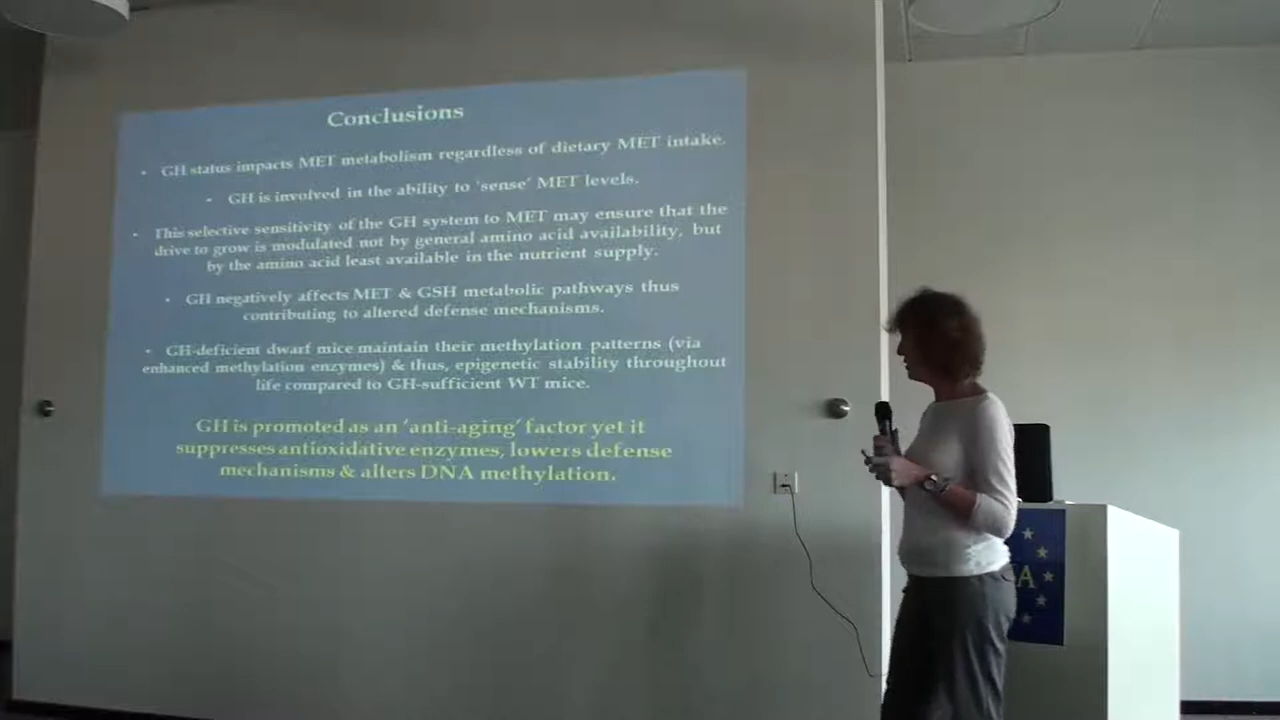 Conclusions
• GH status impacts MET metabolism regardless of dietary MET intake.
• GH is involved in the ability to 'sense' MET levels.
• This selective sensitivity of the GH system to MET may ensure that the
drive to grow is modulated not by general amino acid availability, but
by the amino acid least available in the nutrient supply.
• GH negatively affects MET & GSH metabolic pathways thus
contributing to altered defense mechanisms.
• GH-deficient dwarf mice maintain their methylation patterns (via
enhanced methylation enzymes) & thus, epigenetic stability throughout
life compared to GH-sufficient WT mice.
GH is promoted as an 'anti-aging' factor yet it
suppresses antioxidative enzymes, lowers defense
mechanisms & alters DNA methylation.
A